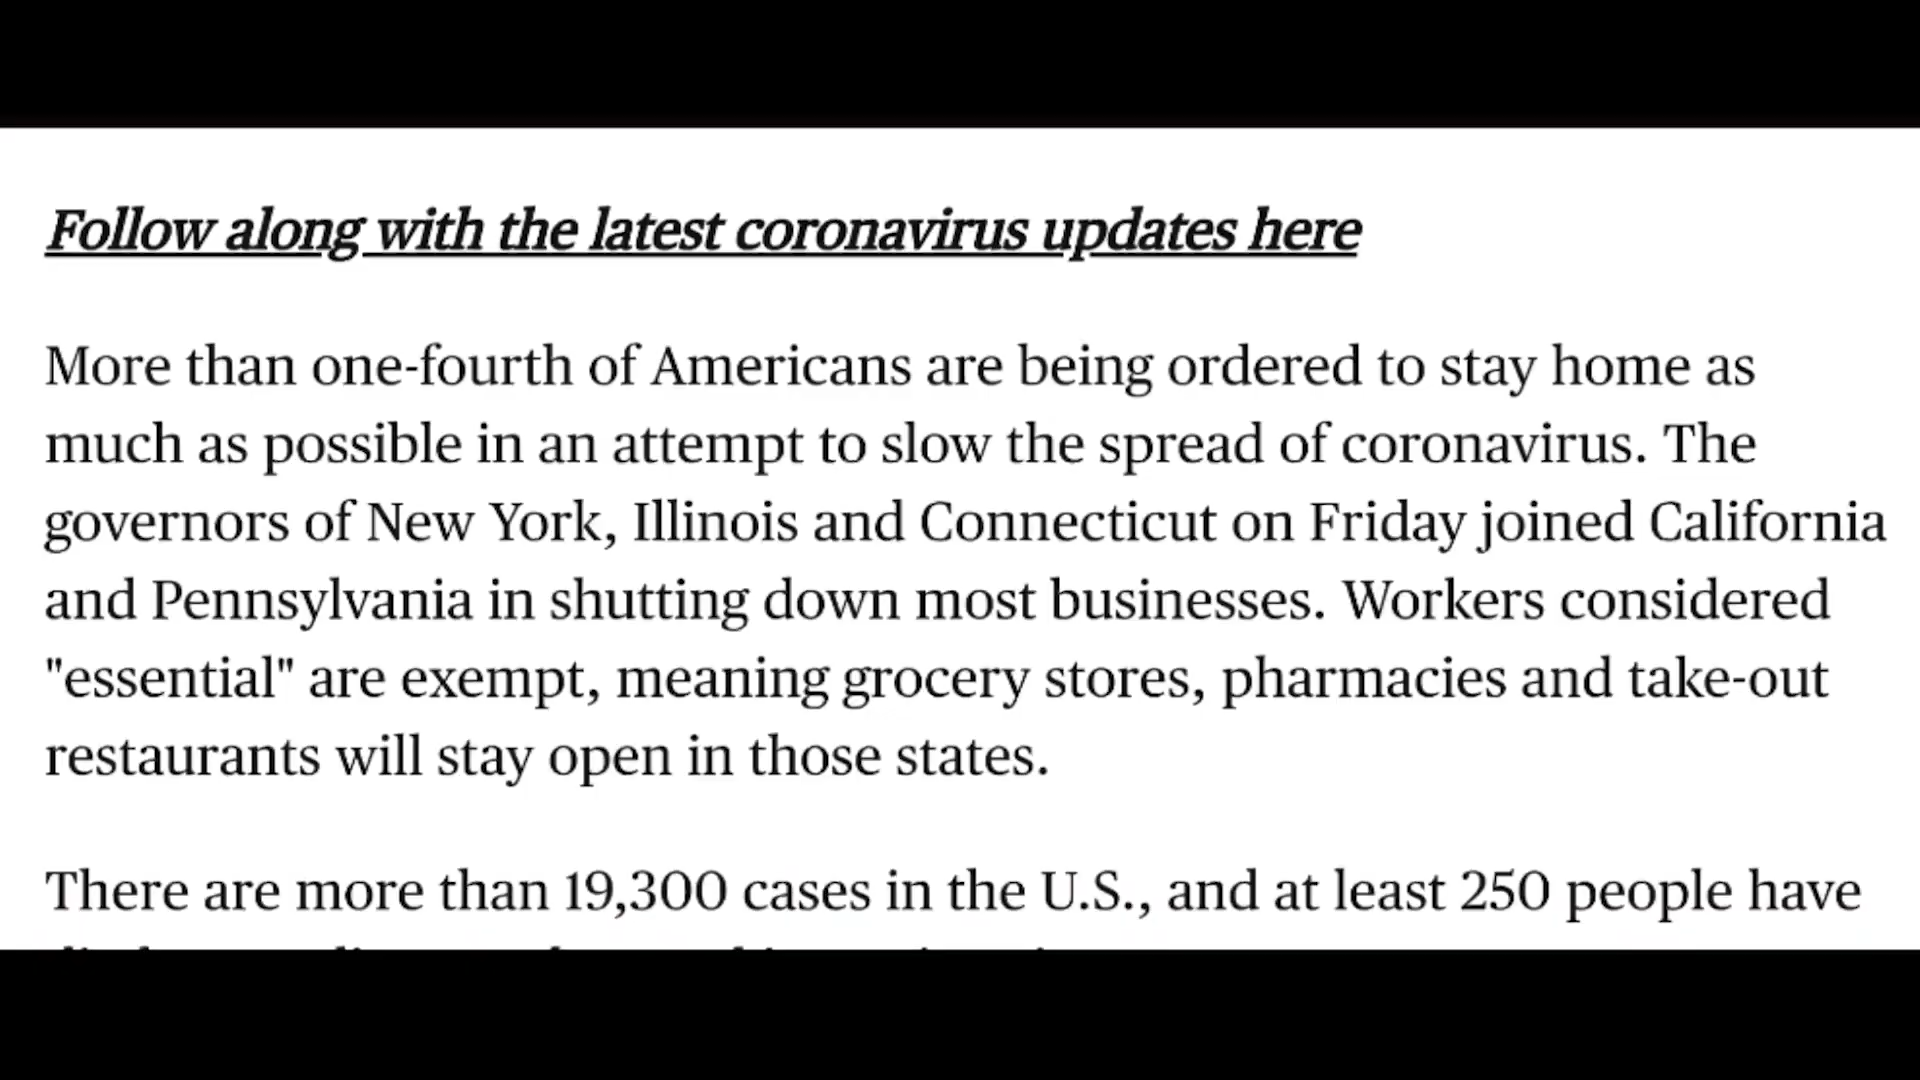 Follow along with the latest coronavirus updates here
More than one-fourth of Americans are being ordered to stay home as
much as possible in an attempt to slow the spread of coronavirus. The
governors of New York, Illinois and Connecticut on Friday joined California
and Pennsylvania in shutting down most businesses. Workers considered
"essential" are exempt, meaning grocery stores, pharmacies and take-out
restaurants will stay open in those states.
There are more than 19,300 cases in the U.S., and at least 250 people have